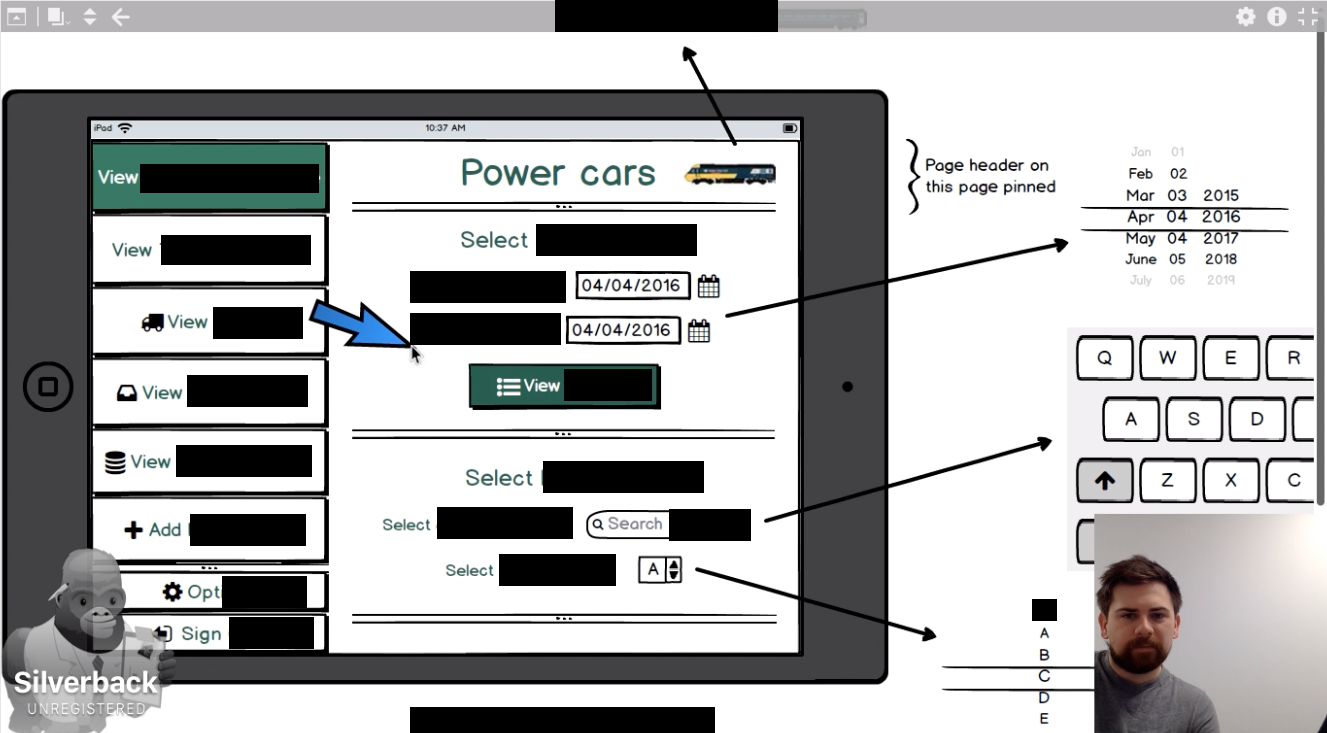 iPad
10:37 AM
View
Power cars
Page header on
this page pinned
Jan 01
Feb 02
Mar 03 2015
Apr 04 2016
May 04 2017
June 05 2018
July 06 2019
View
Select
04/04/2016
View
04/04/2016
View
View
View
Select
Select
Search
Add
Select
A
Opti
Sign
Q W E R
A S D
Z X C
A
B
C
D
E
Silverback
UNREGISTERED